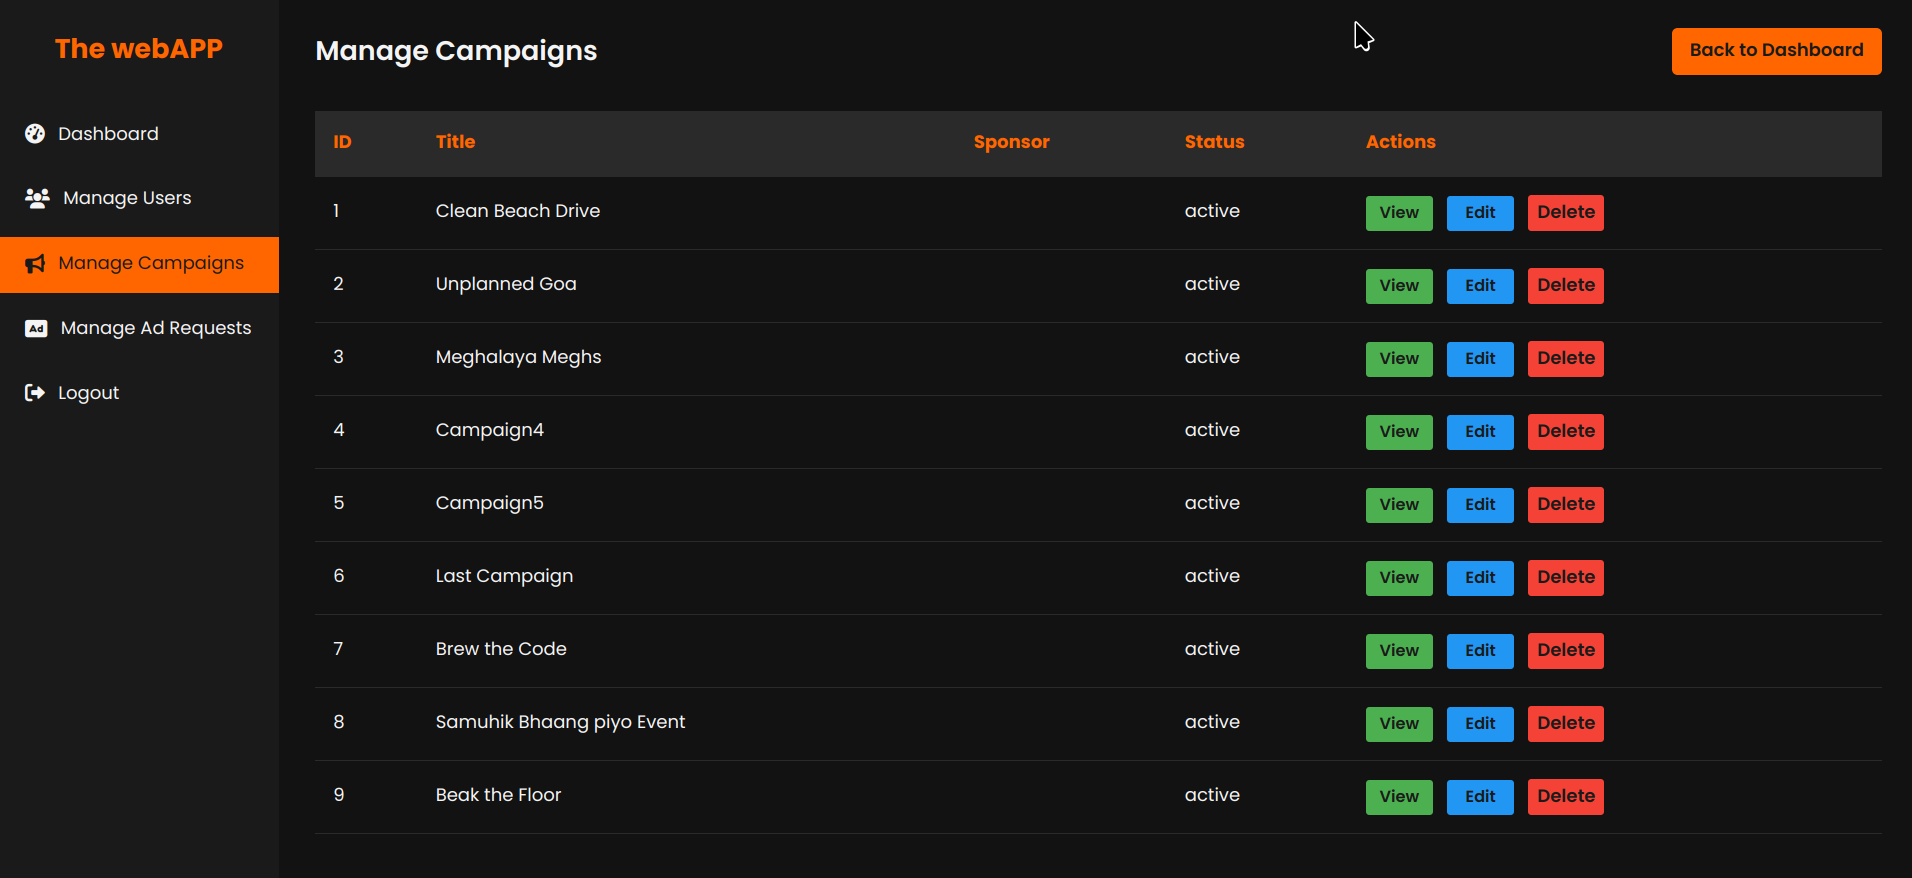 The webAPP
Dashboard
Manage Users
Manage Campaigns
Ad Manage Ad Requests
Logout
Manage Campaigns
Back to Dashboard
ID Title Sponsor Status Actions
1 Clean Beach Drive active View Edit Delete
2 Unplanned Goa active View Edit Delete
3 Meghalaya Meghs active View Edit Delete
4 Campaign4 active View Edit Delete
5 Campaign5 active View Edit Delete
6 Last Campaign active View Edit Delete
7 Brew the Code active View Edit Delete
8 Samuhik Bhaang piyo Event active View Edit Delete
9 Beak the Floor active View Edit Delete